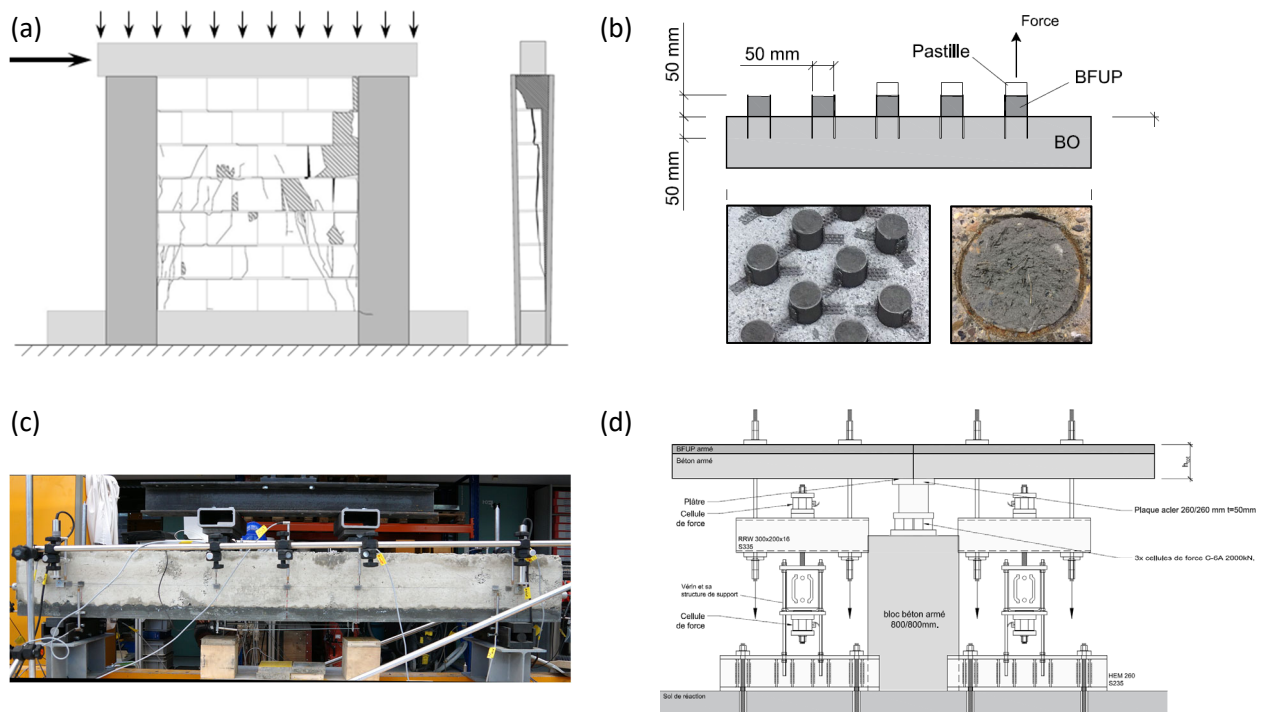 (a)
(b)
Force
Pastille
50 mm
50 mm
BFUP
BO
50 mm
(c)
(d)
BFUP armé
Béton armé
h
Plâtre
Cellule
de force
Plaque acier 260/260 mm t=50mm
RRW 300x200x16
S335
3x cellules de force C-6A 2000kN,
Vérin et sa
structure de support
bloc béton armé
800/800mm.
Cellule
de force
HEM 260
S235
Sol de réaction